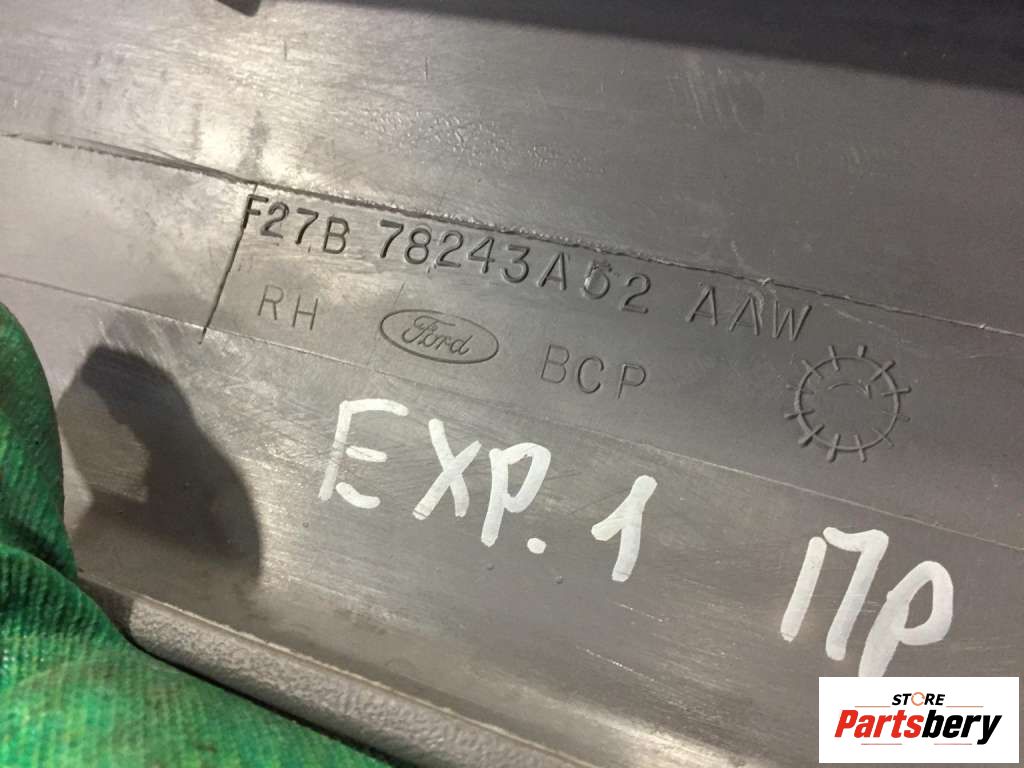 F27B 78243A52 AAW
RH Ford BCP
EXP. 1 ПР
STORE
Partsbery